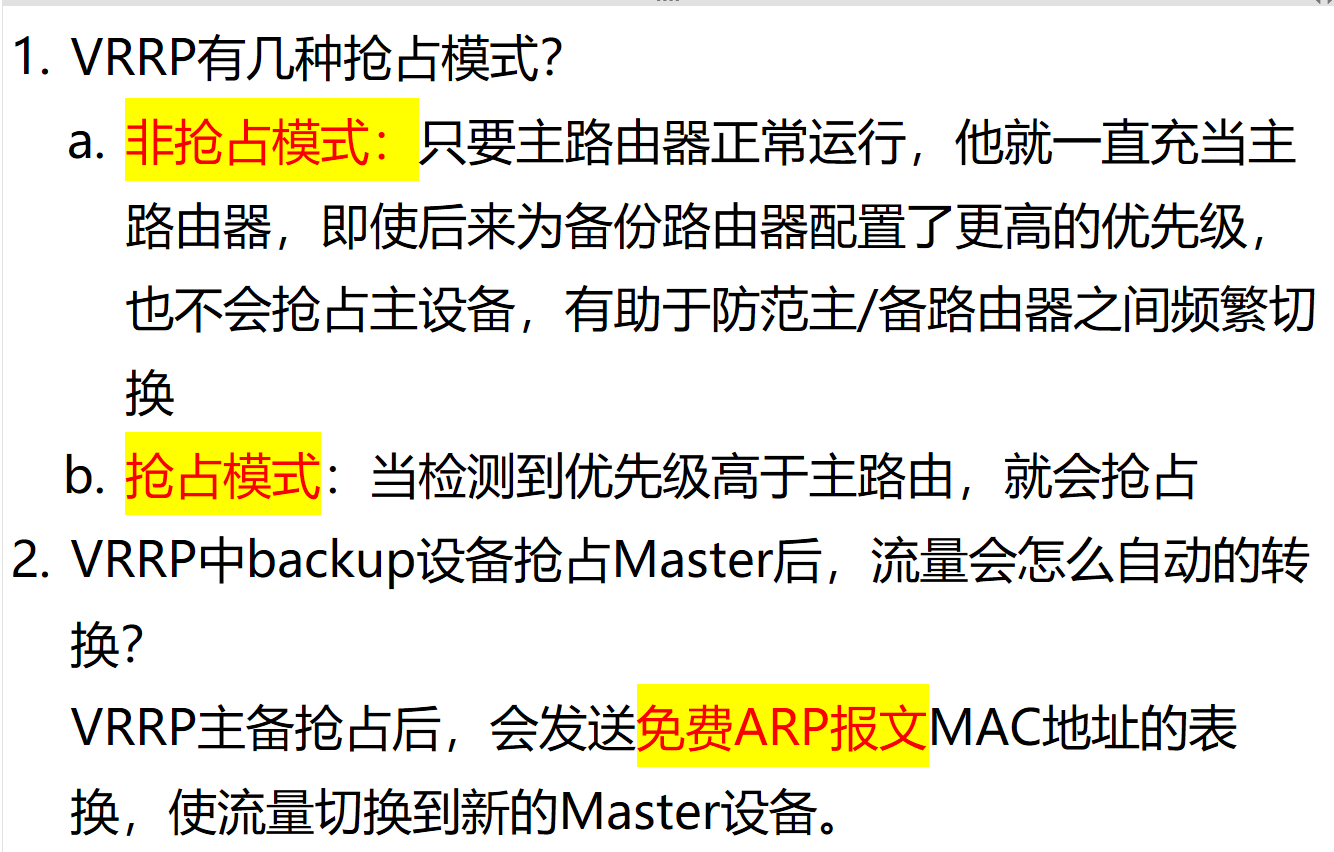 1. VRRP有几种抢占模式？
a. 非抢占模式：只要主路由器正常运行，他就一直充当主
路由器，即使后来为备份路由器配置了更高的优先级，
也不会抢占主设备，有助于防范主/备路由器之间频繁切
换
b. 抢占模式：当检测到优先级高于主路由，就会抢占
2. VRRP中backup设备抢占Master后，流量会怎么自动的转
换？
VRRP主备抢占后，会发送免费ARP报文MAC地址的表
换，使流量切换到新的Master设备。